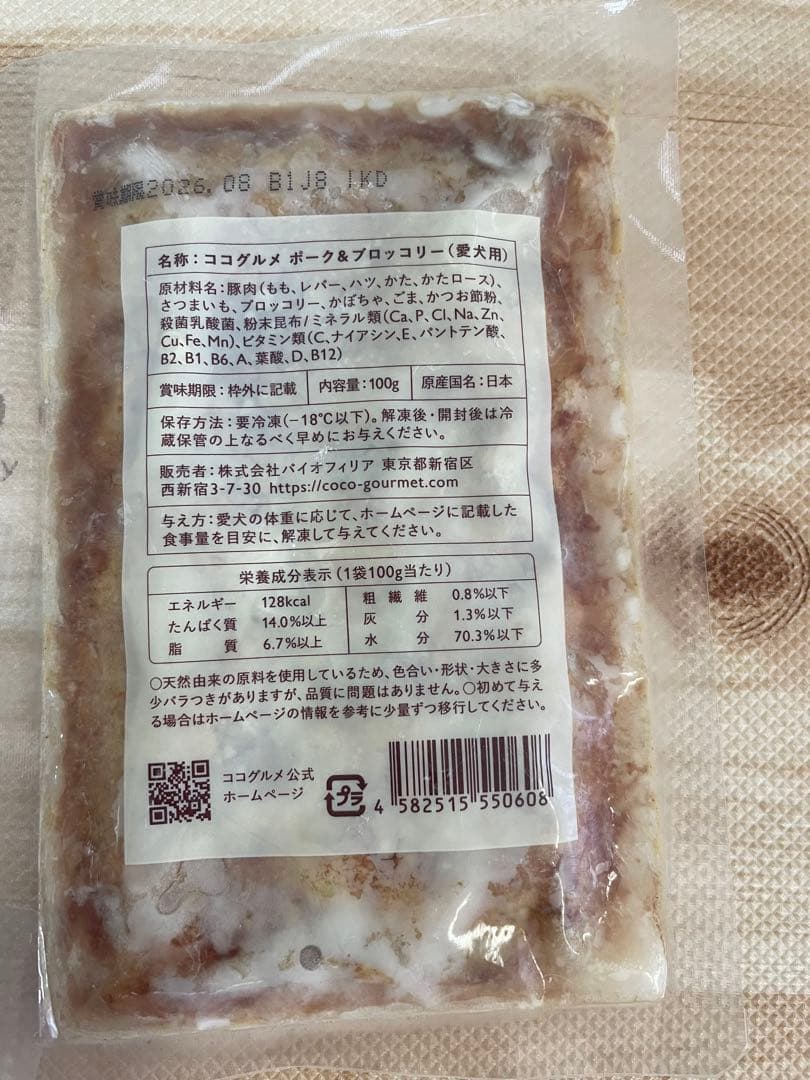 賞味期限2026.08 B1J8 IKD
名称：ココグルメ ポーク&ブロッコリー（愛犬用）
原材料名：豚肉（もも、レバー、ハツ、かた、かたロース）、
さつまいも、ブロッコリー、かぼちゃ、ごま、かつお節粉、
殺菌乳酸菌、粉末昆布/ミネラル類（Ca、P、Cl、Na、Zn、
Cu、Fe、Mn）、ビタミン類（C、ナイアシン、E、パントテン酸、
B2、B1、B6、A、葉酸、D、B12）
賞味期限：枠外に記載 内容量：100g 原産国名：日本
保存方法：要冷凍（−18℃以下）。解凍後・開封後は冷
蔵保管の上なるべく早めにお与えください。
販売者：株式会社バイオフィリア 東京都新宿区
西新宿3-7-30 https://coco-gourmet.com
与え方：愛犬の体重に応じて、ホームページに記載した
食事量を目安に、解凍して与えてください。
栄養成分表示（1袋100g当たり）
エネルギー 128kcal 粗繊維 0.8%以下
たんぱく質 14.0%以上 灰分 1.3%以下
脂質 6.7%以上 水分 70.3%以下
○天然由来の原料を使用しているため、色合い・形状・大きさに多
少バラつきがありますが、品質に問題はありません。○初めて与え
る場合はホームページの情報を参考に少量ずつ移行してください。
ココグルメ公式
ホームページ
プラ
4 582515 550608